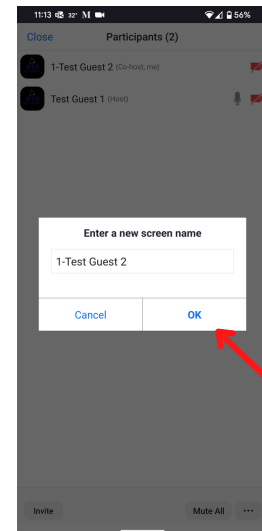 11:13 32° M 56%
Close Participants (2)
1-Test Guest 2 (Co-host, me)
Test Guest 1 (Host)
Enter a new screen name
1-Test Guest 2
Cancel OK
Invite Mute All ...